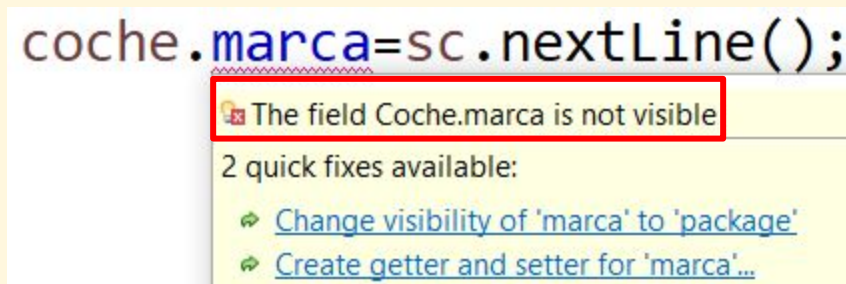 coche.marca=sc.nextLine();
The field Coche.marca is not visible
2 quick fixes available:
Change visibility of 'marca' to 'package'
Create getter and setter for 'marca'...